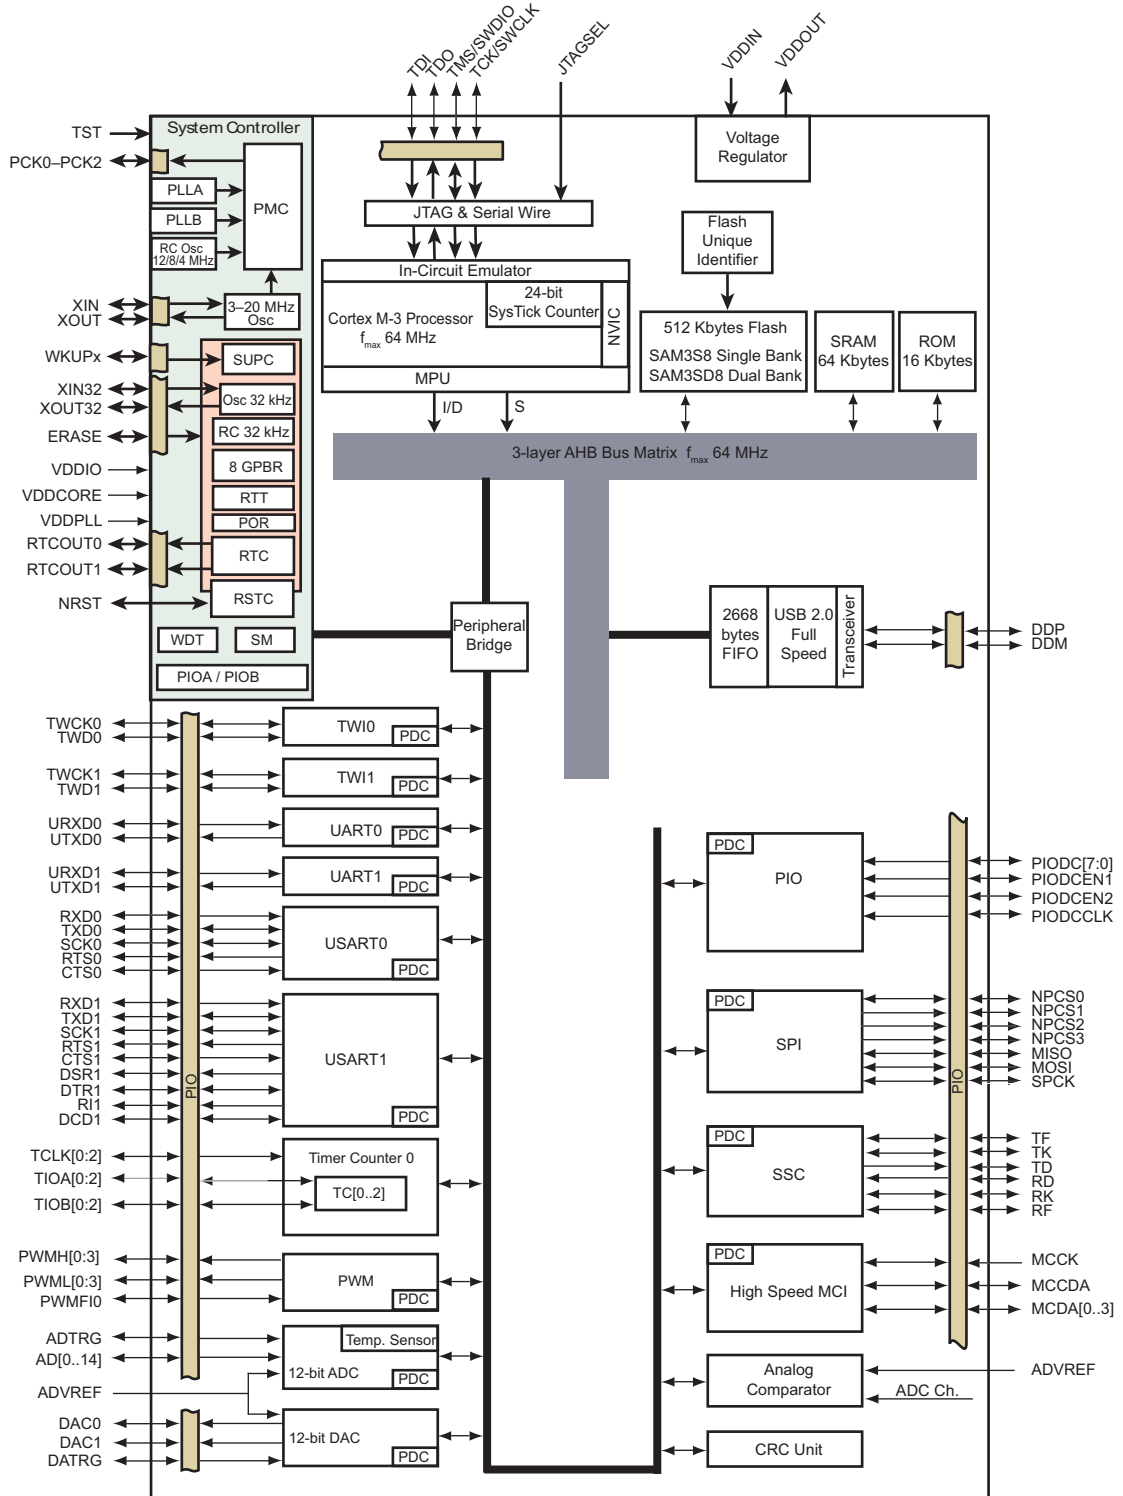 TDI
TDO
TMS/SWDIO
TCK/SWCLK
JTAGSEL
VDDIN
VDDOUT
System Controller
TST
PCK0–PCK2
PLLA
PLLB
RC Osc
12/8/4 MHz
PMC
XIN
XOUT
3–20 MHz
Osc
WKUPx
SUPC
XIN32
XOUT32
Osc 32 kHz
ERASE
RC 32 kHz
VDDIO
8 GPBR
VDDCORE
RTT
VDDPLL
POR
RTCOUT0
RTCOUT1
RTC
NRST
RSTC
WDT
SM
PIOA / PIOB
JTAG & Serial Wire
In-Circuit Emulator
Cortex M-3 Processor
fmax 64 MHz
24-bit
SysTick Counter
NVIC
MPU
I/D
S
Voltage
Regulator
Flash
Unique
Identifier
512 Kbytes Flash
SAM3S8 Single Bank
SAM3SD8 Dual Bank
SRAM
64 Kbytes
ROM
16 Kbytes
3-layer AHB Bus Matrix fmax 64 MHz
Peripheral
Bridge
2668
bytes
FIFO
USB 2.0
Full
Speed
Transceiver
DDP
DDM
TWCK0
TWD0
TWI0
PDC
TWCK1
TWD1
TWI1
PDC
URXD0
UTXD0
UART0
PDC
URXD1
UTXD1
UART1
PDC
RXD0
TXD0
SCK0
RTS0
CTS0
USART0
PDC
RXD1
TXD1
SCK1
RTS1
CTS1
DSR1
DTR1
RI1
DCD1
PIO
USART1
PDC
TCLK[0:2]
TIOA[0:2]
TIOB[0:2]
Timer Counter 0
TC[0..2]
PWMH[0:3]
PWML[0:3]
PWMFI0
PWM
PDC
ADTRG
AD[0..14]
ADVREF
Temp. Sensor
12-bit ADC
PDC
DAC0
DAC1
DATRG
12-bit DAC
PDC
PDC
PIO
PIODC[7:0]
PIODCEN1
PIODCEN2
PIODCCLK
PDC
SPI
NPCS0
NPCS1
NPCS2
NPCS3
MISO
MOSI
SPCK
PIO
PDC
SSC
TF
TK
TD
RD
RK
RF
PDC
High Speed MCI
MCCK
MCCDA
MCDA[0..3]
Analog
Comparator
ADVREF
ADC Ch.
CRC Unit